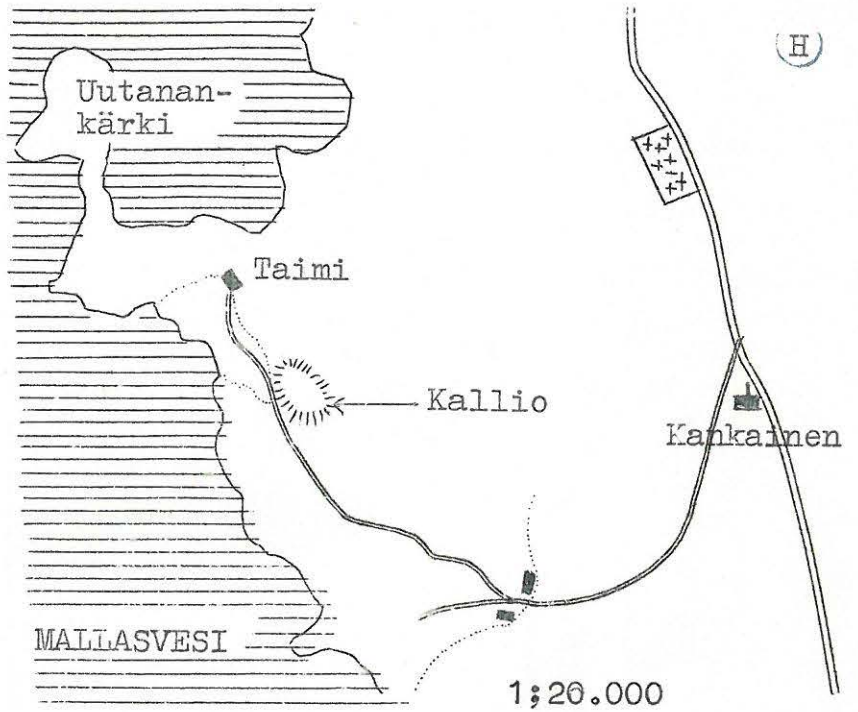 H
Uutanan-
kärki
Taimi
Kallio
Kankainen
MALLASVESI
1;20.000